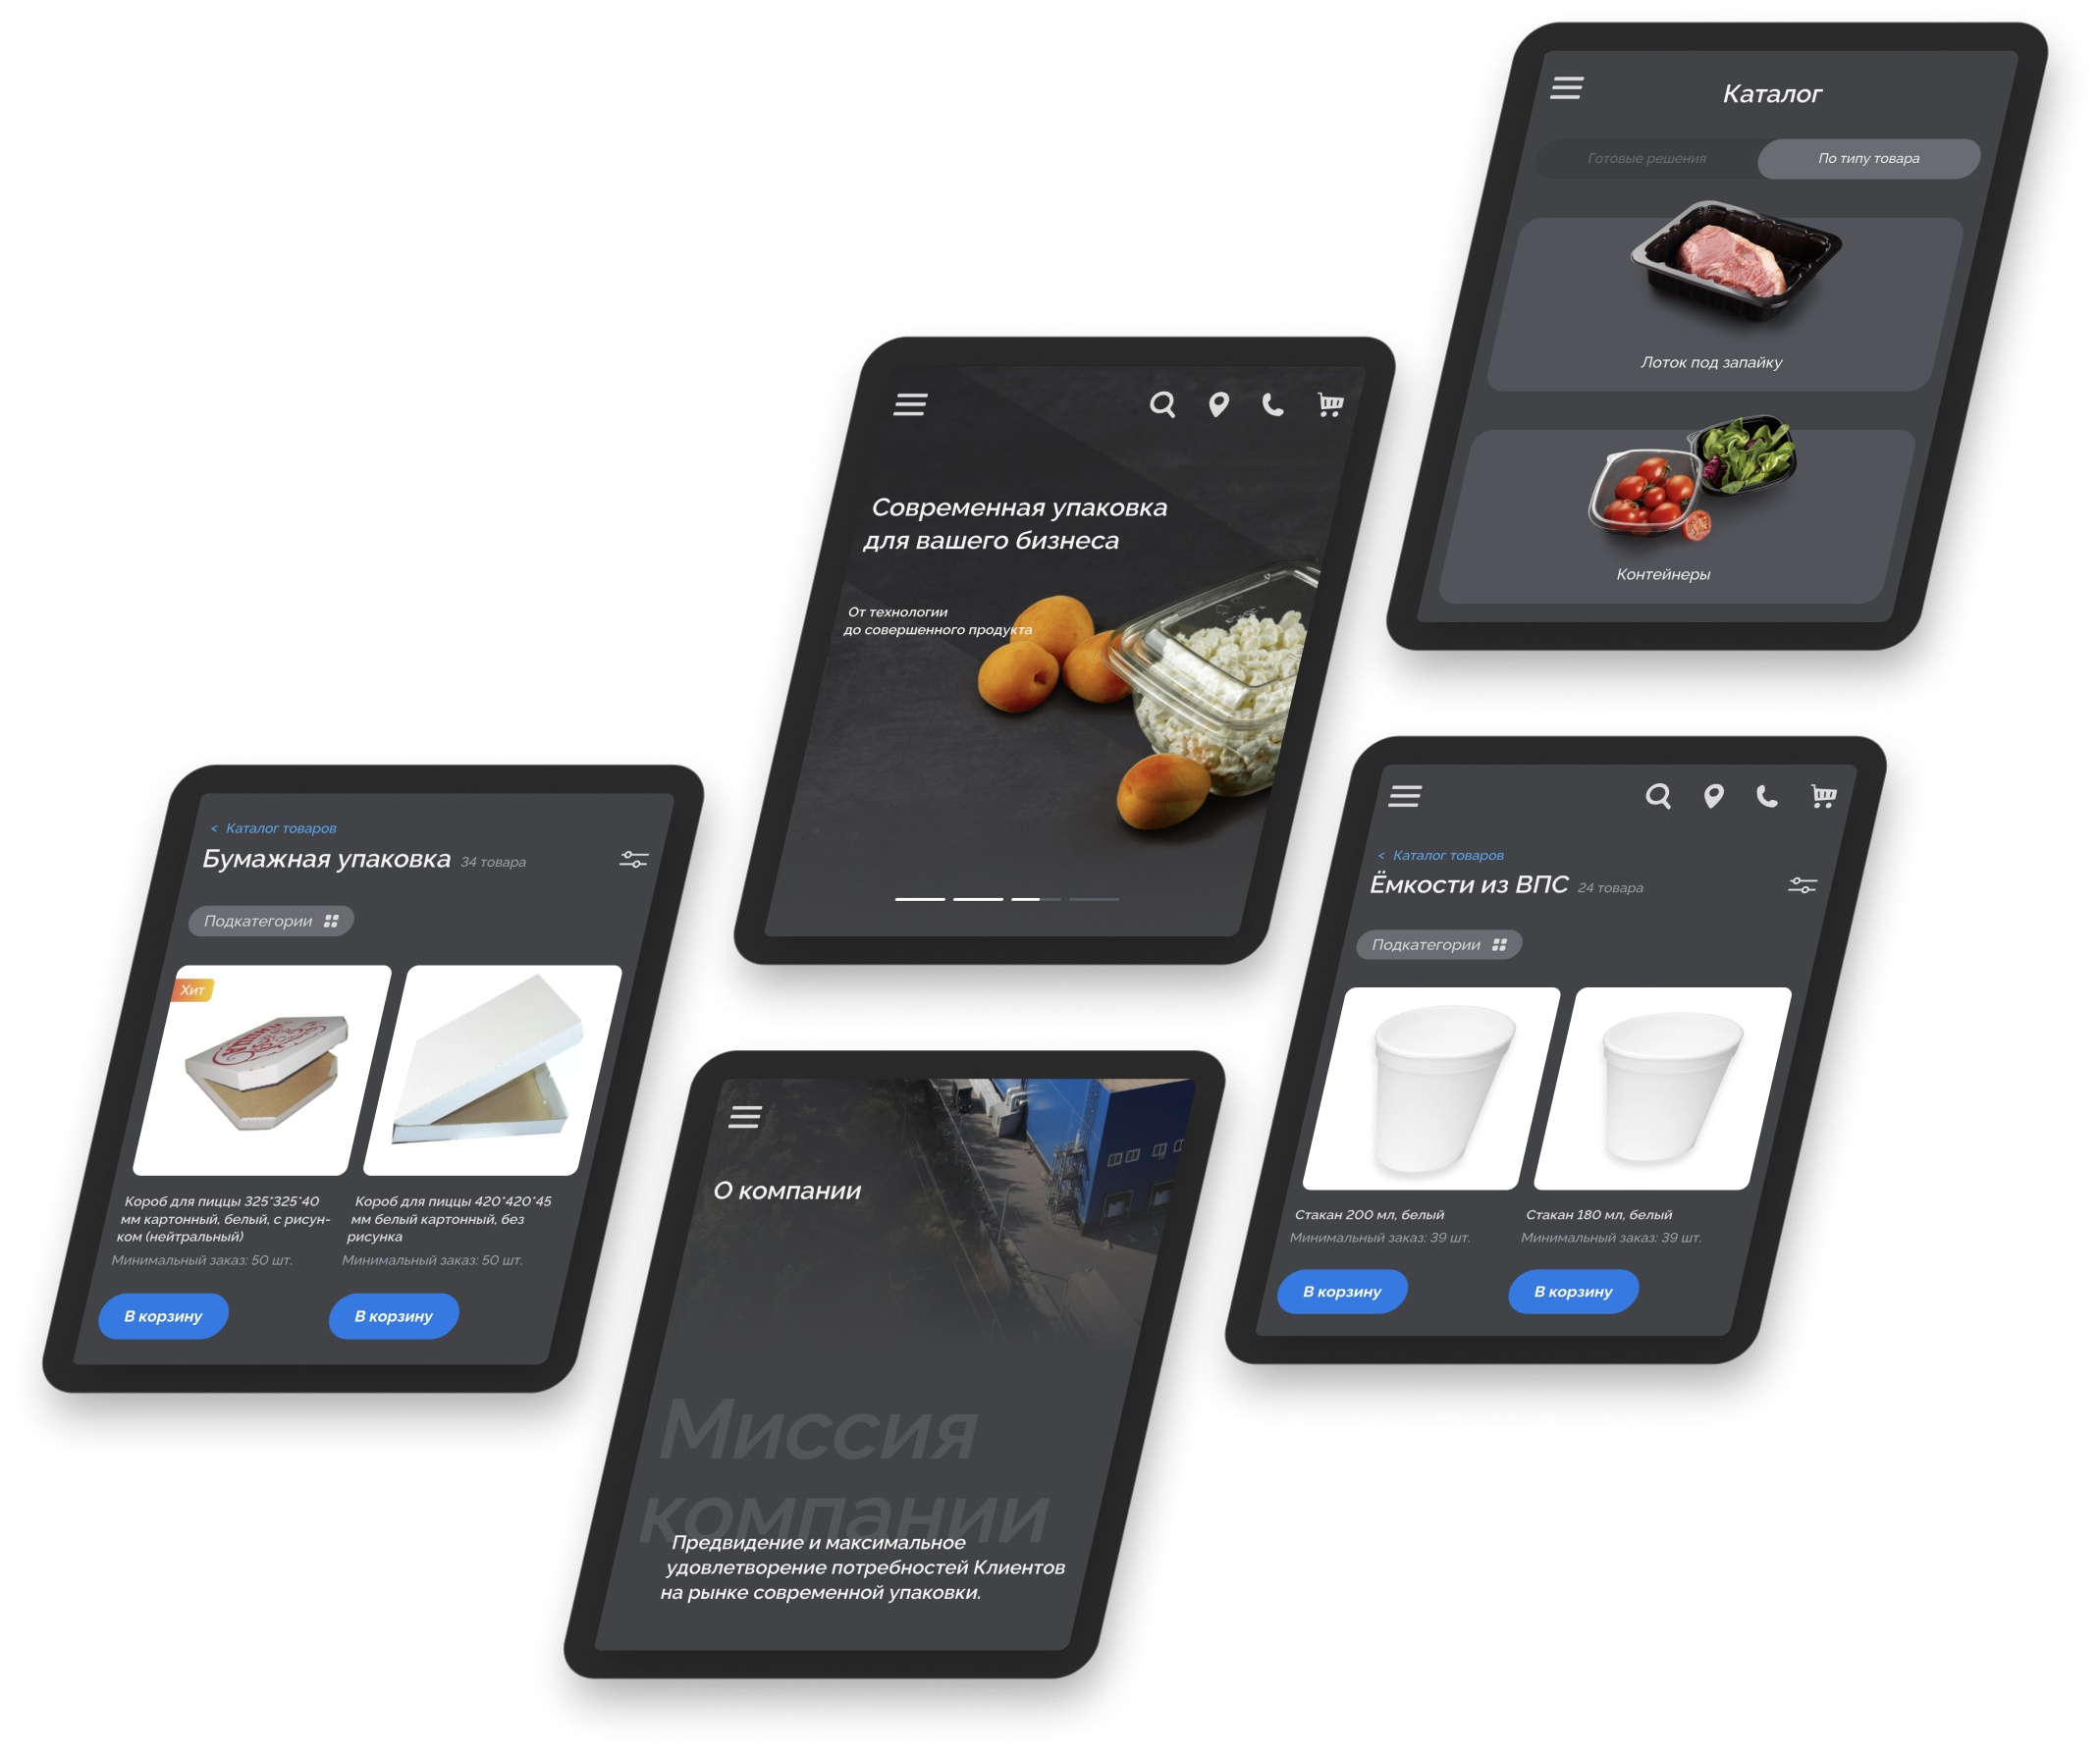 Каталог
Готовые решения
По типу товара
Лоток под запайку
Контейнеры
Современная упаковка
для вашего бизнеса
От технологии
до совершенного продукта
< Каталог товаров
Бумажная упаковка 34 товара
Подкатегории
Хит
Короб для пиццы 325*325*40
мм картонный, белый, с рисун-
ком (нейтральный)
Минимальный заказ: 50 шт.
В корзину
Короб для пиццы 420*420*45
мм белый картонный, без
рисунка
Минимальный заказ: 50 шт.
В корзину
< Каталог товаров
Ёмкости из ВПС 24 товара
Подкатегории
Стакан 200 мл, белый
Минимальный заказ: 39 шт.
В корзину
Стакан 180 мл, белый
Минимальный заказ: 39 шт.
В корзину
О компании
Миссия
компании
Предвидение и максимальное
удовлетворение потребностей Клиентов
на рынке современной упаковки.